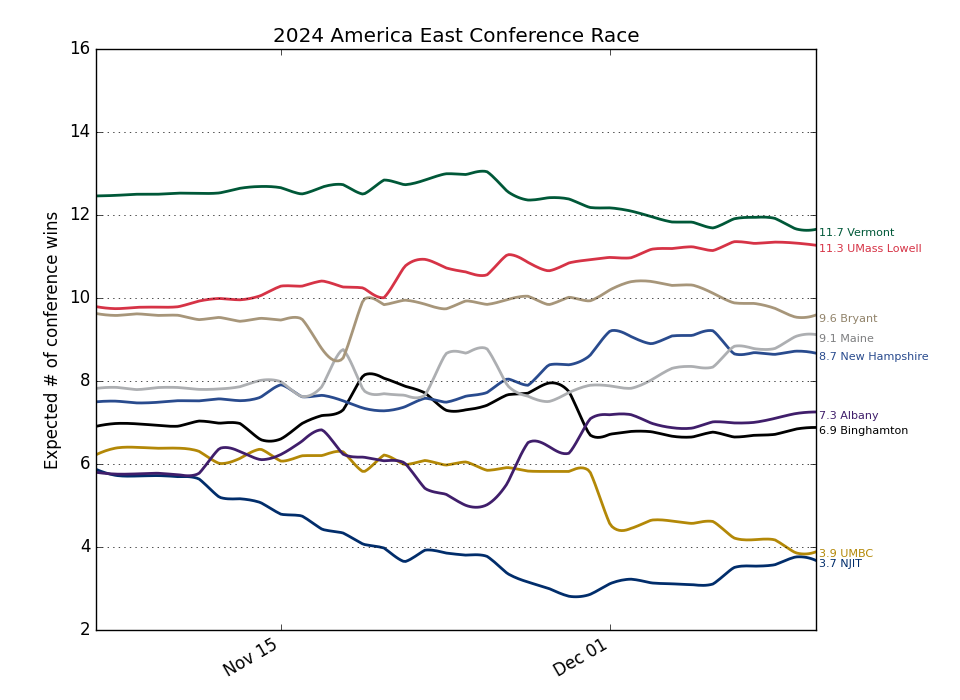 2024 America East Conference Race
Expected # of conference wins
16
14
12
10
8
6
4
2
Nov 15
Dec 01
11.7 Vermont
11.3 UMass Lowell
9.6 Bryant
9.1 Maine
8.7 New Hampshire
7.3 Albany
6.9 Binghamton
3.9 UMBC
3.7 NJIT